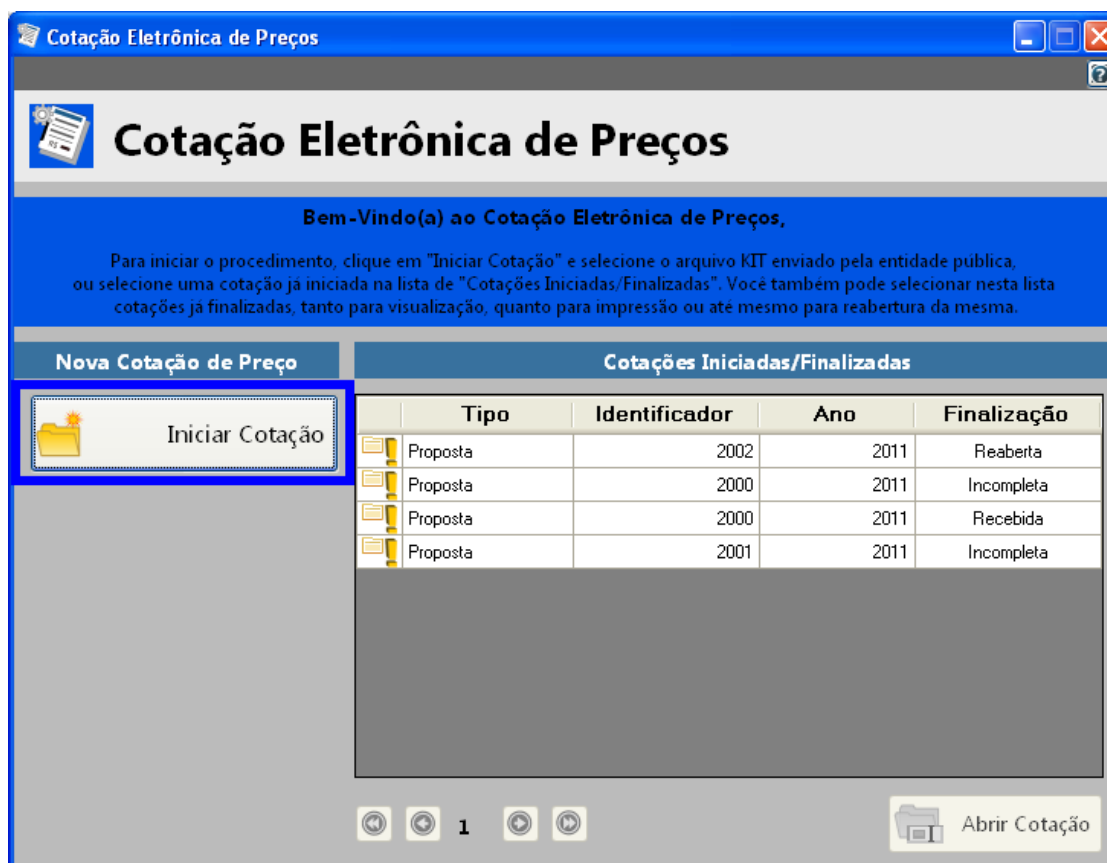 Cotação Eletrônica de Preços
Cotação Eletrônica de Preços
Bem-Vindo(a) ao Cotação Eletrônica de Preços,
Para iniciar o procedimento, clique em "Iniciar Cotação" e selecione o arquivo KIT enviado pela entidade pública,
ou selecione uma cotação já iniciada na lista de "Cotações Iniciadas/Finalizadas". Você também pode selecionar nesta lista
cotações já finalizadas, tanto para visualização, quanto para impressão ou até mesmo para reabertura da mesma.
Nova Cotação de Preço
Cotações Iniciadas/Finalizadas
Iniciar Cotação
Tipo Identificador Ano Finalização
Proposta 2002 2011 Reaberta
Proposta 2000 2011 Incompleta
Proposta 2000 2011 Recebida
Proposta 2001 2011 Incompleta
1
Abrir Cotação